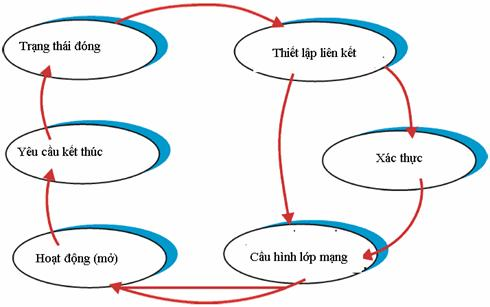 Trạng thái đóng
Thiết lập liên kết
Yêu cầu kết thúc
Xác thực
Hoạt động (mở)
Cấu hình lớp mạng